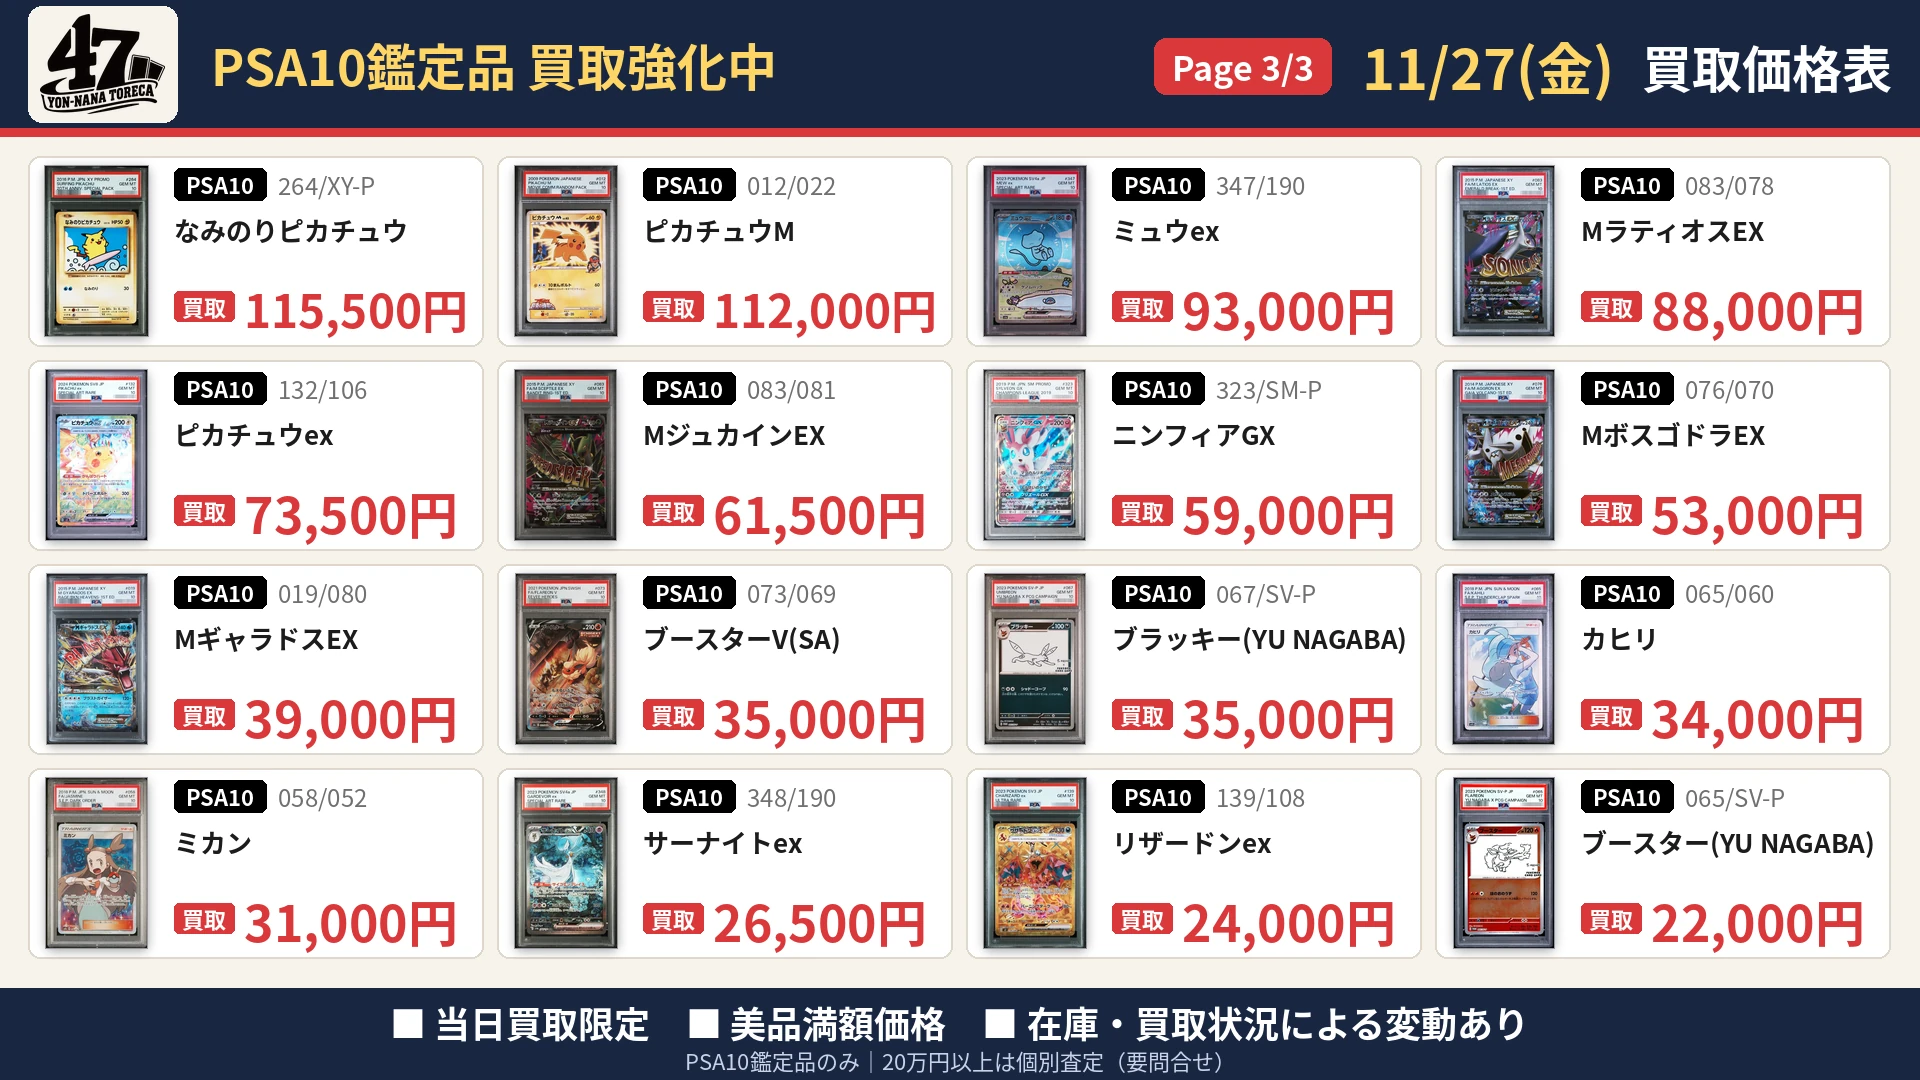 47
YON-NANA TORECA
PSA10鑑定品 買取強化中
Page 3/3
11/27(金) 買取価格表
PSA10 264/XY-P
なみのりピカチュウ
買取 115,500円
PSA10 012/022
ピカチュウM
買取 112,000円
PSA10 347/190
ミュウex
買取 93,000円
PSA10 083/078
MラティオスEX
買取 88,000円
PSA10 132/106
ピカチュウex
買取 73,500円
PSA10 083/081
MジュカインEX
買取 61,500円
PSA10 323/SM-P
ニンフィアGX
買取 59,000円
PSA10 076/070
MボスゴドラEX
買取 53,000円
PSA10 019/080
MギャラドスEX
買取 39,000円
PSA10 073/069
ブースターV(SA)
買取 35,000円
PSA10 067/SV-P
ブラッキー(YU NAGABA)
買取 35,000円
PSA10 065/060
カヒリ
買取 34,000円
PSA10 058/052
ミカン
買取 31,000円
PSA10 348/190
サーナイトex
買取 26,500円
PSA10 139/108
リザードンex
買取 24,000円
PSA10 065/SV-P
ブースター(YU NAGABA)
買取 22,000円
■ 当日買取限定 ■ 美品満額価格 ■ 在庫・買取状況による変動あり
PSA10鑑定品のみ｜20万円以上は個別査定（要問合せ）